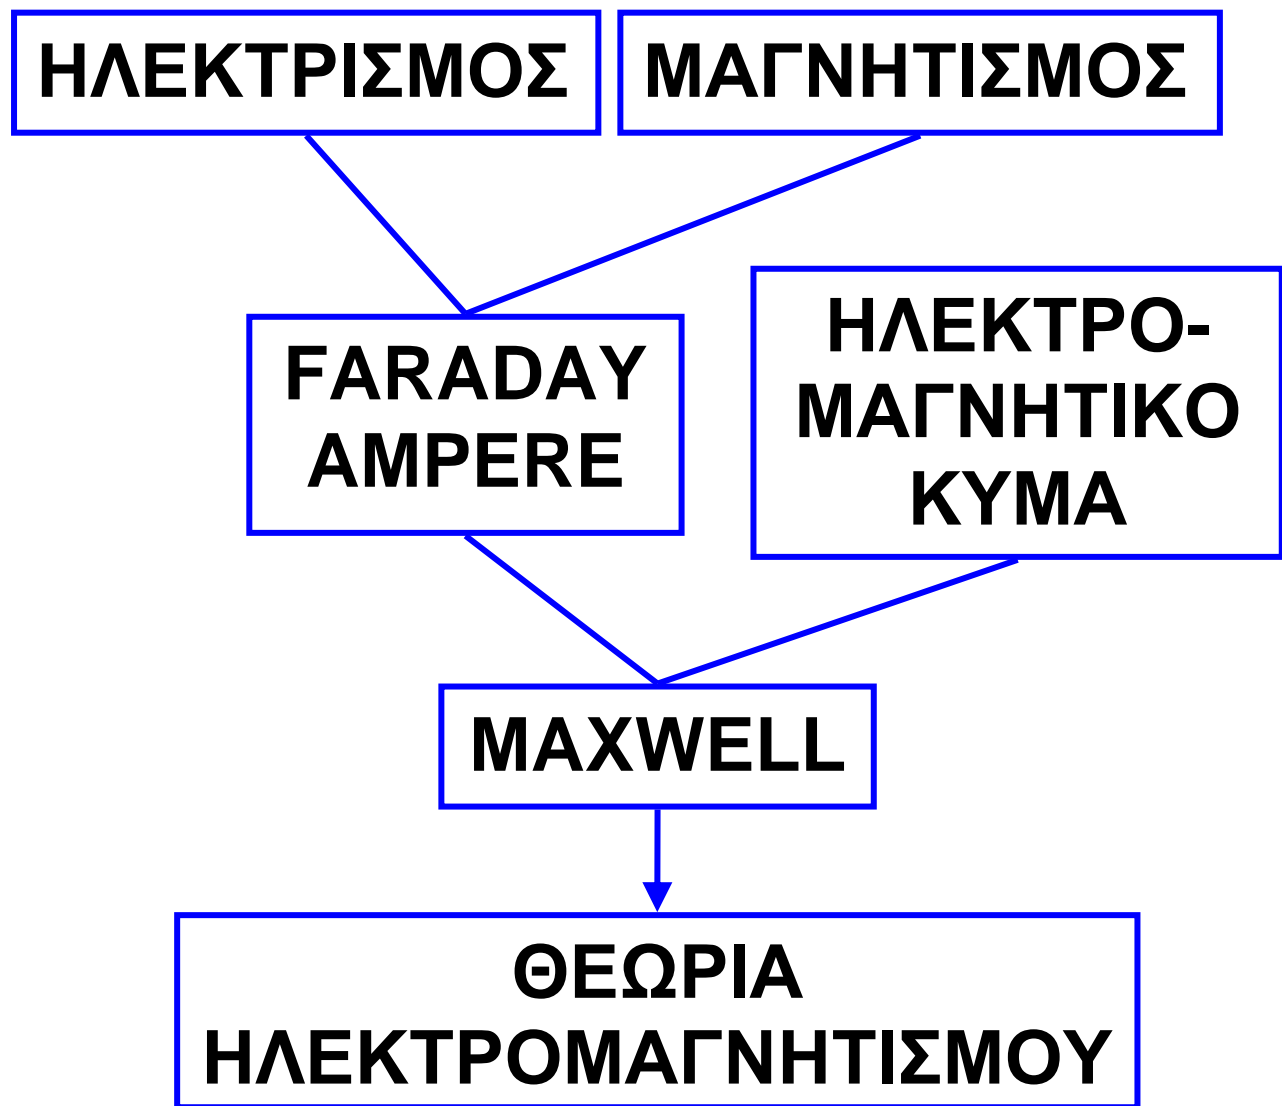 ΗΛΕΚΤΡΙΣΜΟΣ
ΜΑΓΝΗΤΙΣΜΟΣ
FARADAY
AMPERE
ΗΛΕΚΤΡΟ-
ΜΑΓΝΗΤΙΚΟ
ΚΥΜΑ
MAXWELL
ΘΕΩΡΙΑ
ΗΛΕΚΤΡΟΜΑΓΝΗΤΙΣΜΟΥ